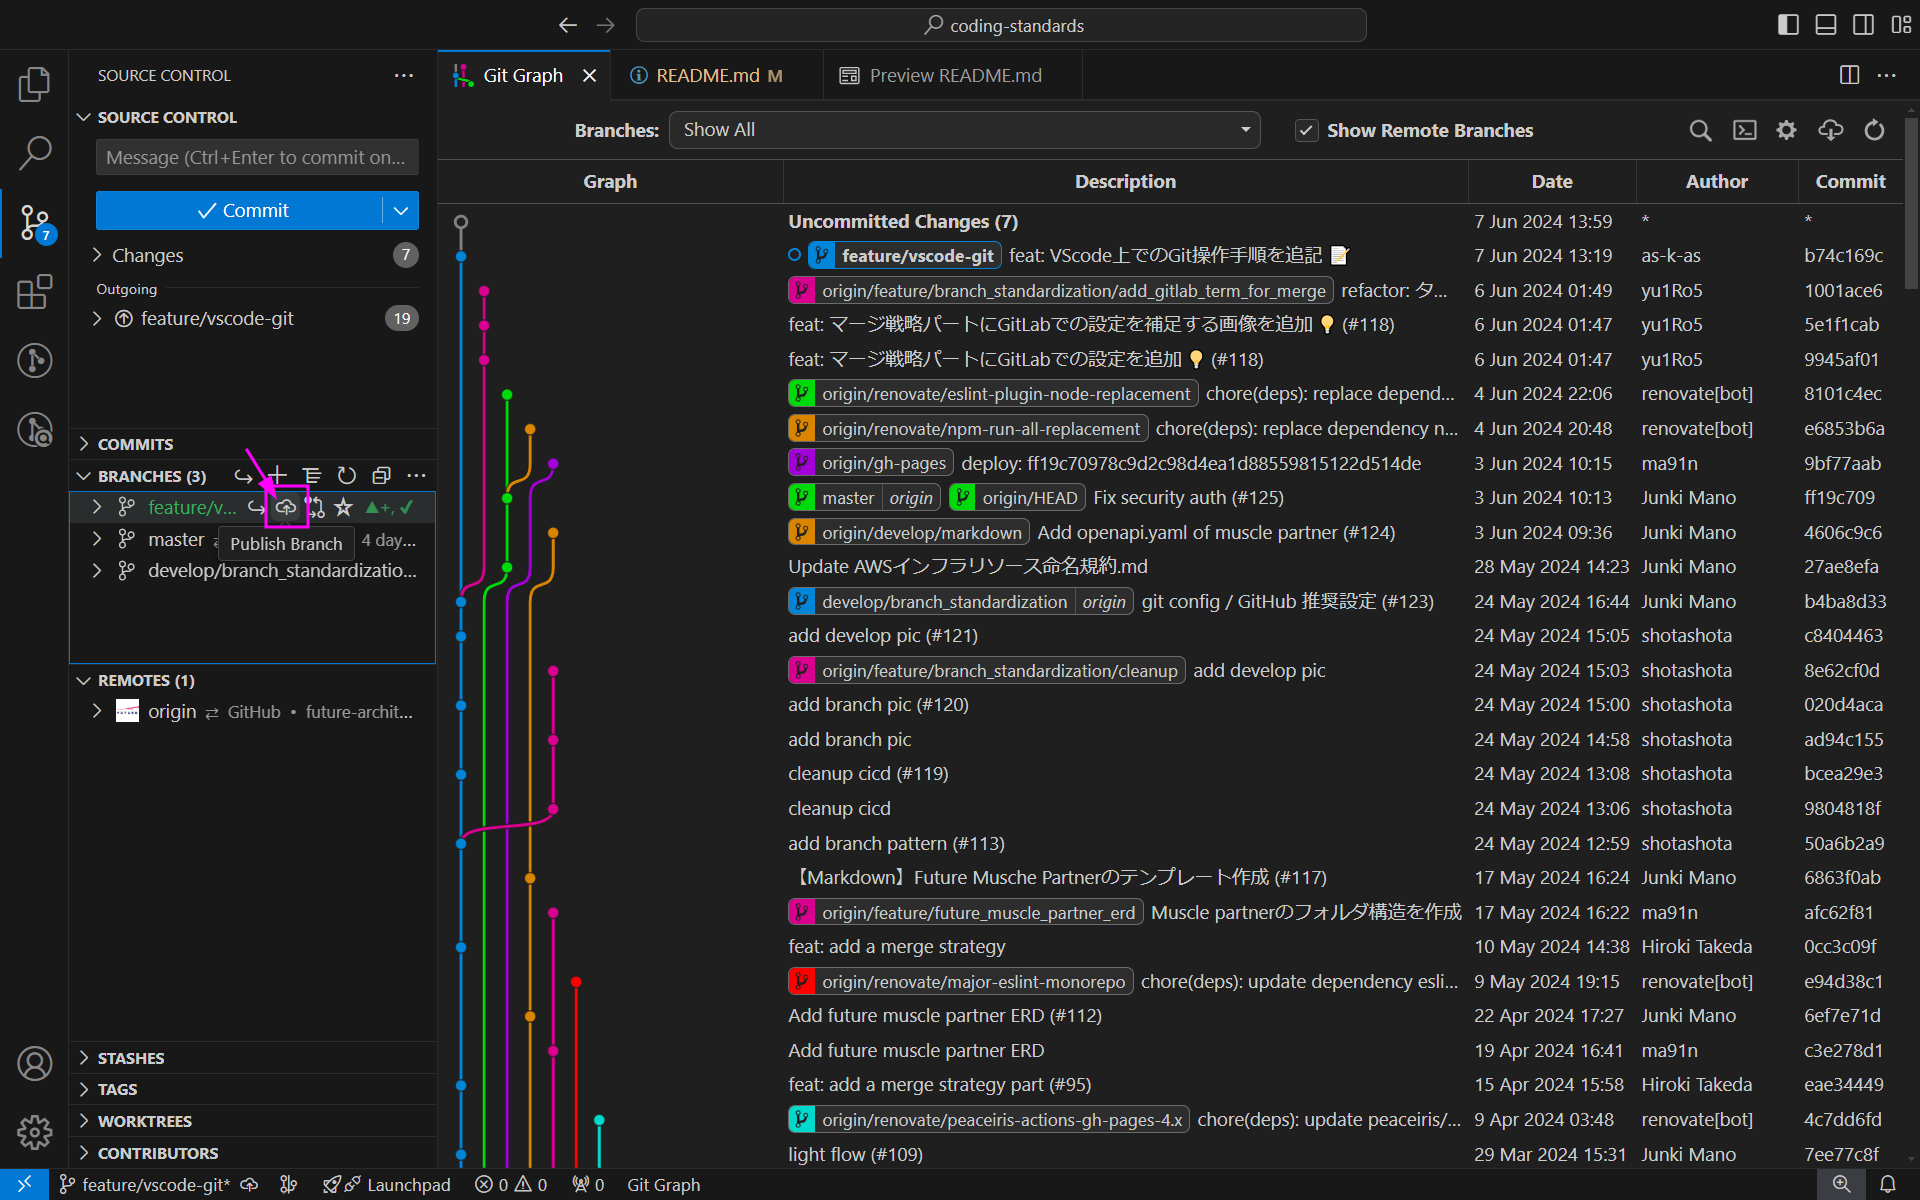 coding-standards
SOURCE CONTROL
SOURCE CONTROL
Message (Ctrl+Enter to commit on...
Commit
7
Changes 7
Outgoing
feature/vscode-git 19
COMMITS
BRANCHES (3)
feature/v...
master 4 day...
Publish Branch
develop/branch_standardizatio...
REMOTES (1)
origin ⇄ GitHub • future-archit...
STASHES
TAGS
WORKTREES
CONTRIBUTORS
Git Graph
README.md M
Preview README.md
Branches: Show All
Show Remote Branches
Graph Description Date Author Commit
Uncommitted Changes (7) 7 Jun 2024 13:59 * *
feature/vscode-git feat: VScode上でのGit操作手順を追記 📝 7 Jun 2024 13:19 as-k-as b74c169c
origin/feature/branch_standardization/add_gitlab_term_for_merge refactor: タ... 6 Jun 2024 01:49 yu1Ro5 1001ace6
feat: マージ戦略パートにGitLabでの設定を補足する画像を追加 💡 (#118) 6 Jun 2024 01:47 yu1Ro5 5e1f1cab
feat: マージ戦略パートにGitLabでの設定を追加 💡 (#118) 6 Jun 2024 01:47 yu1Ro5 9945af01
origin/renovate/eslint-plugin-node-replacement chore(deps): replace depend... 4 Jun 2024 22:06 renovate[bot] 8101c4ec
origin/renovate/npm-run-all-replacement chore(deps): replace dependency n... 4 Jun 2024 20:48 renovate[bot] e6853b6a
origin/gh-pages deploy: ff19c70978c9d2c98d4ea1d88559815122d514de 3 Jun 2024 10:15 ma91n 9bf77aab
master origin origin/HEAD Fix security auth (#125) 3 Jun 2024 10:13 Junki Mano ff19c709
origin/develop/markdown Add openapi.yaml of muscle partner (#124) 3 Jun 2024 09:36 Junki Mano 4606c9c6
Update AWSインフラリソース命名規約.md 28 May 2024 14:23 Junki Mano 27ae8efa
develop/branch_standardization origin git config / GitHub 推奨設定 (#123) 24 May 2024 16:44 Junki Mano b4ba8d33
add develop pic (#121) 24 May 2024 15:05 shotashota c8404463
origin/feature/branch_standardization/cleanup add develop pic 24 May 2024 15:03 shotashota 8e62cf0d
add branch pic (#120) 24 May 2024 15:00 shotashota 020d4aca
add branch pic 24 May 2024 14:58 shotashota ad94c155
cleanup cicd (#119) 24 May 2024 13:08 shotashota bcea29e3
cleanup cicd 24 May 2024 13:06 shotashota 9804818f
add branch pattern (#113) 24 May 2024 12:59 shotashota 50a6b2a9
【Markdown】Future Musche Partnerのテンプレート作成 (#117) 17 May 2024 16:24 Junki Mano 6863f0ab
origin/feature/future_muscle_partner_erd Muscle partnerのフォルダ構造を作成 17 May 2024 16:22 ma91n afc62f81
feat: add a merge strategy 10 May 2024 14:38 Hiroki Takeda 0cc3c09f
origin/renovate/major-eslint-monorepo chore(deps): update dependency esli... 9 May 2024 19:15 renovate[bot] e94d38c1
Add future muscle partner ERD (#112) 22 Apr 2024 17:27 Junki Mano 6ef7e71d
Add future muscle partner ERD 19 Apr 2024 16:41 ma91n c3e278d1
feat: add a merge strategy part (#95) 15 Apr 2024 15:58 Hiroki Takeda eae34449
origin/renovate/peaceiris-actions-gh-pages-4.x chore(deps): update peaceiris/... 9 Apr 2024 03:48 renovate[bot] 4c7dd6fd
light flow (#109) 29 Mar 2024 15:31 Junki Mano 7ee77c8f
feature/vscode-git* Launchpad 0 0 0 Git Graph